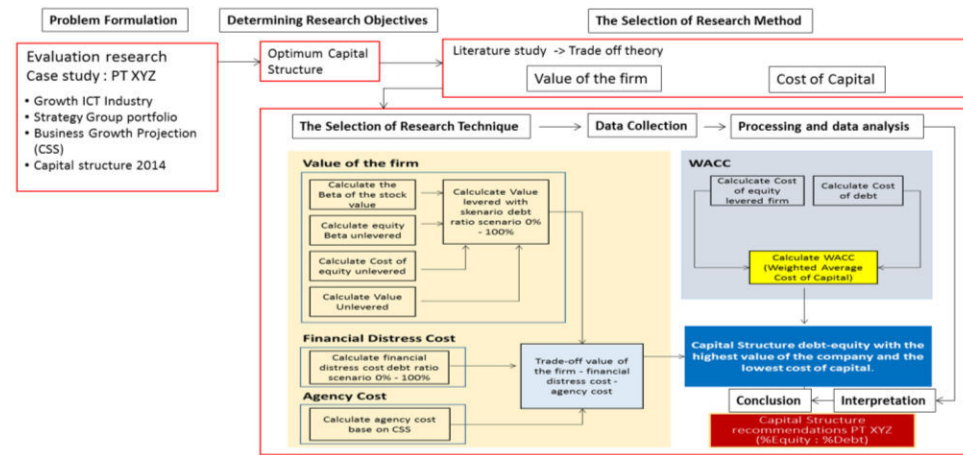 Problem Formulation
Determining Research Objectives
The Selection of Research Method
Evaluation research
Case study : PT XYZ
• Growth ICT Industry
• Strategy Group portfolio
• Business Growth Projection
(CSS)
• Capital structure 2014
Optimum Capital
Structure
Literature study -> Trade off theory
Value of the firm
Cost of Capital
The Selection of Research Technique
Data Collection
Processing and data analysis
Value of the firm
Calculate the
Beta of the stock
value
Calculate equity
Beta unlevered
Calculate Cost of
equity unlevered
Calculate Value
Unlevered
Calculcate Value
levered with
skenario debt
ratio scenario 0%
- 100%
Financial Distress Cost
Calculate financial
distress cost debt ratio
scenario 0% - 100%
Agency Cost
Calculate agency cost
base on CSS
Trade-off value of
the firm - financial
distress cost -
agency cost
WACC
Calculcate Cost
of equity
levered firm
Calculate Cost
of debt
Calculate WACC
(Weighted Average
Cost of Capital)
Capital Structure debt-equity with the
highest value of the company and the
lowest cost of capital.
Conclusion
Interpretation
Capital Structure
recommendations PT XYZ
(%Equity : %Debt)